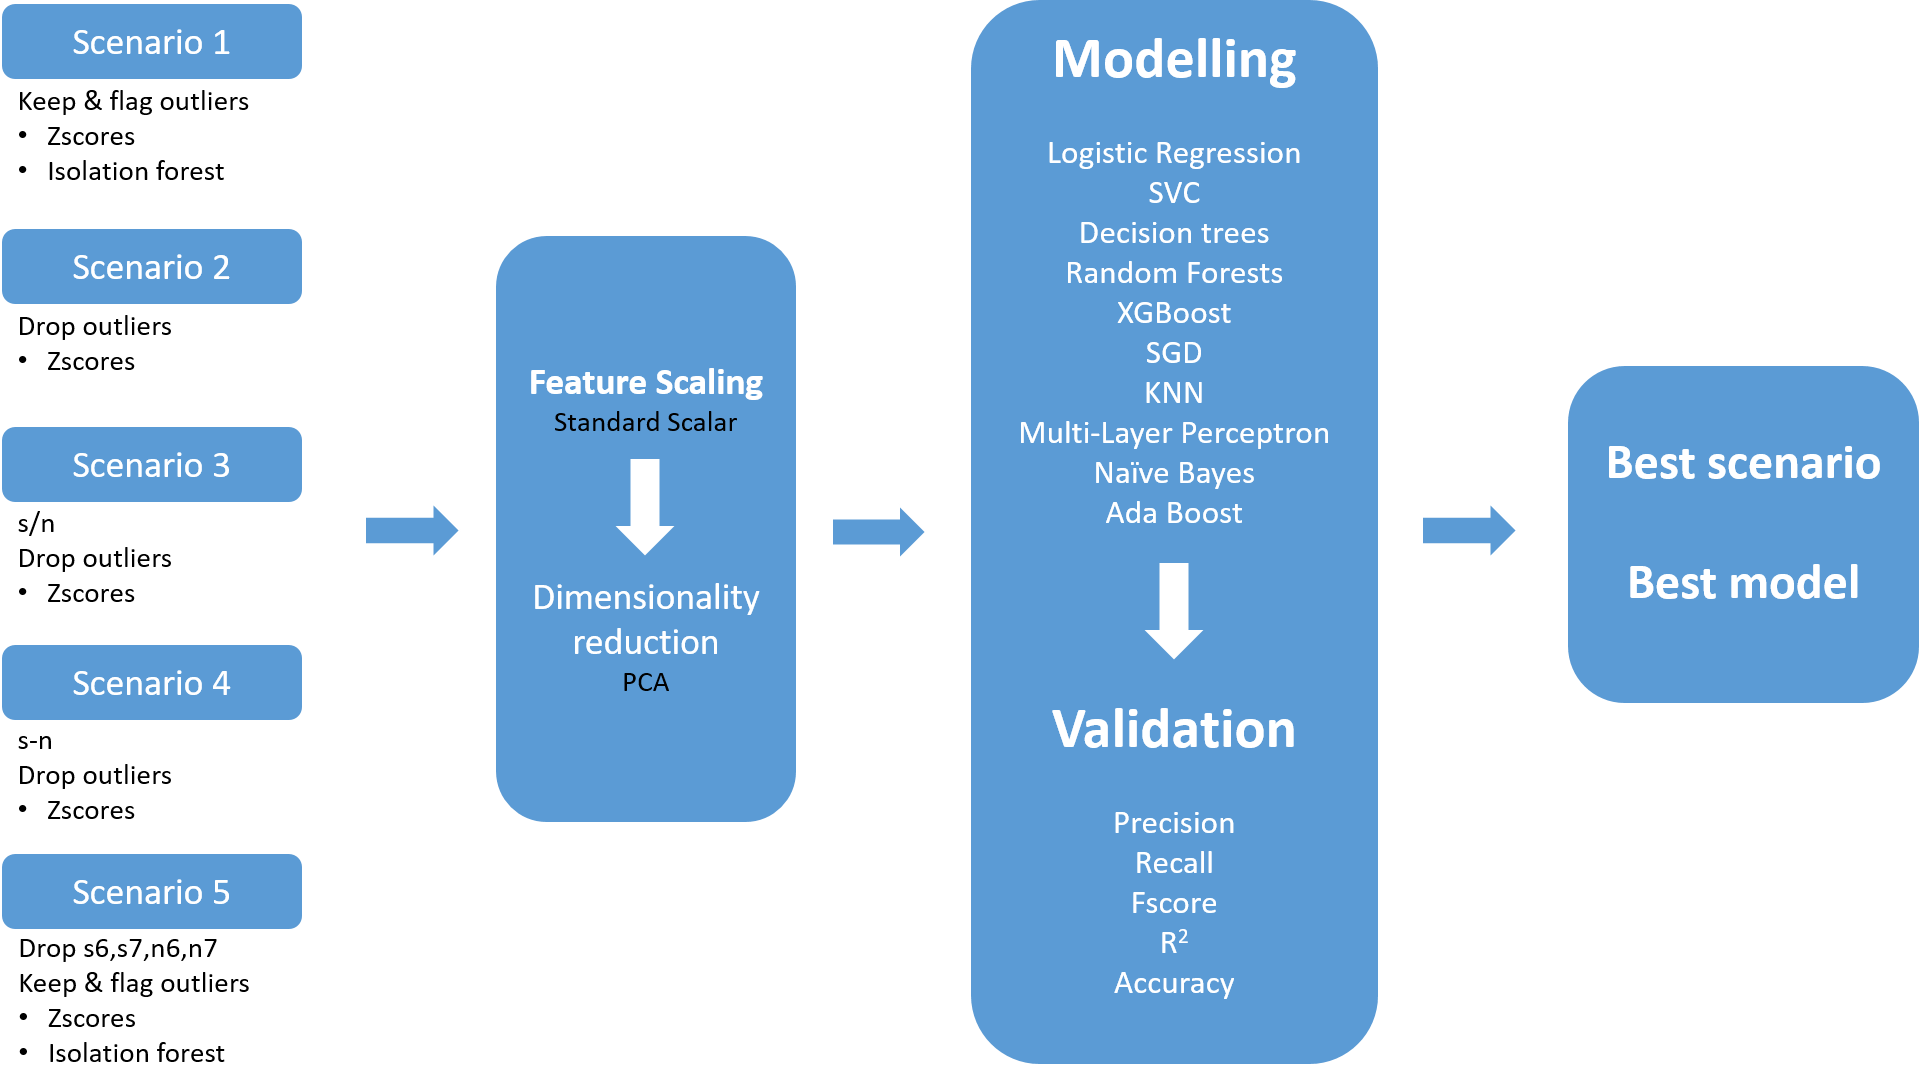 Scenario 1
Keep & flag outliers
• Zscores
• Isolation forest
Scenario 2
Drop outliers
• Zscores
Scenario 3
s/n
Drop outliers
• Zscores
Scenario 4
s-n
Drop outliers
• Zscores
Scenario 5
Drop s6,s7,n6,n7
Keep & flag outliers
• Zscores
• Isolation forest
Feature Scaling
Standard Scalar
Dimensionality
reduction
PCA
Modelling
Logistic Regression
SVC
Decision trees
Random Forests
XGBoost
SGD
KNN
Multi-Layer Perceptron
Naïve Bayes
Ada Boost
Validation
Precision
Recall
Fscore
R²
Accuracy
Best scenario
Best model